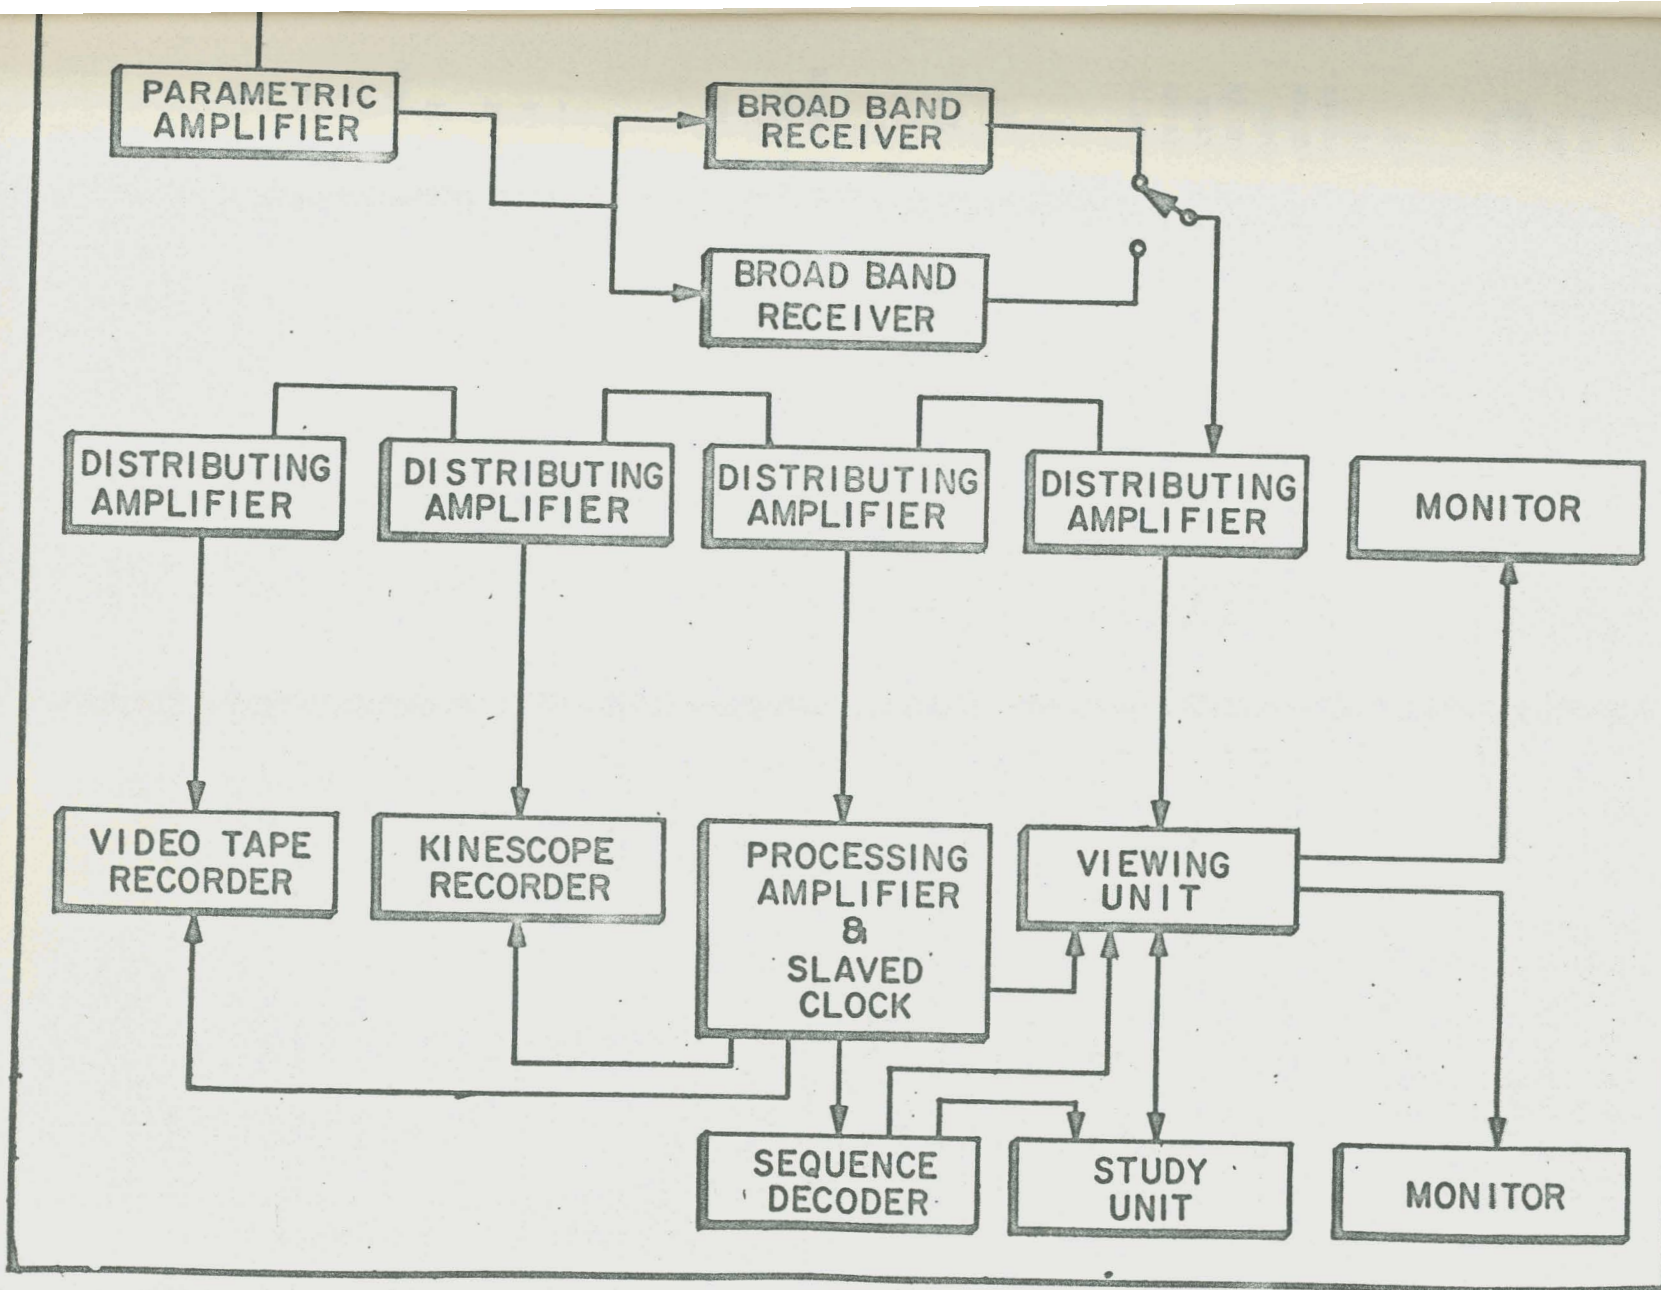 PARAMETRIC
AMPLIFIER
BROAD BAND
RECEIVER
BROAD BAND
RECEIVER
DISTRIBUTING
AMPLIFIER
DISTRIBUTING
AMPLIFIER
DISTRIBUTING
AMPLIFIER
DISTRIBUTING
AMPLIFIER
MONITOR
VIDEO TAPE
RECORDER
KINESCOPE
RECORDER
PROCESSING
AMPLIFIER
&
SLAVED
CLOCK
VIEWING
UNIT
SEQUENCE
DECODER
STUDY
UNIT
MONITOR